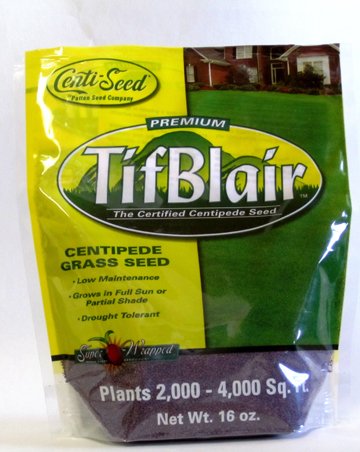 Centi-Seed
by Patten Seed Company
PREMIUM
TifBlair™
The Certified Centipede Seed
CENTIPEDE
GRASS SEED
• Low Maintenance
• Grows in Full Sun or
Partial Shade
• Drought Tolerant
Super Wrapped
Plants 2,000 - 4,000 Sq. ft.
Net Wt. 16 oz.